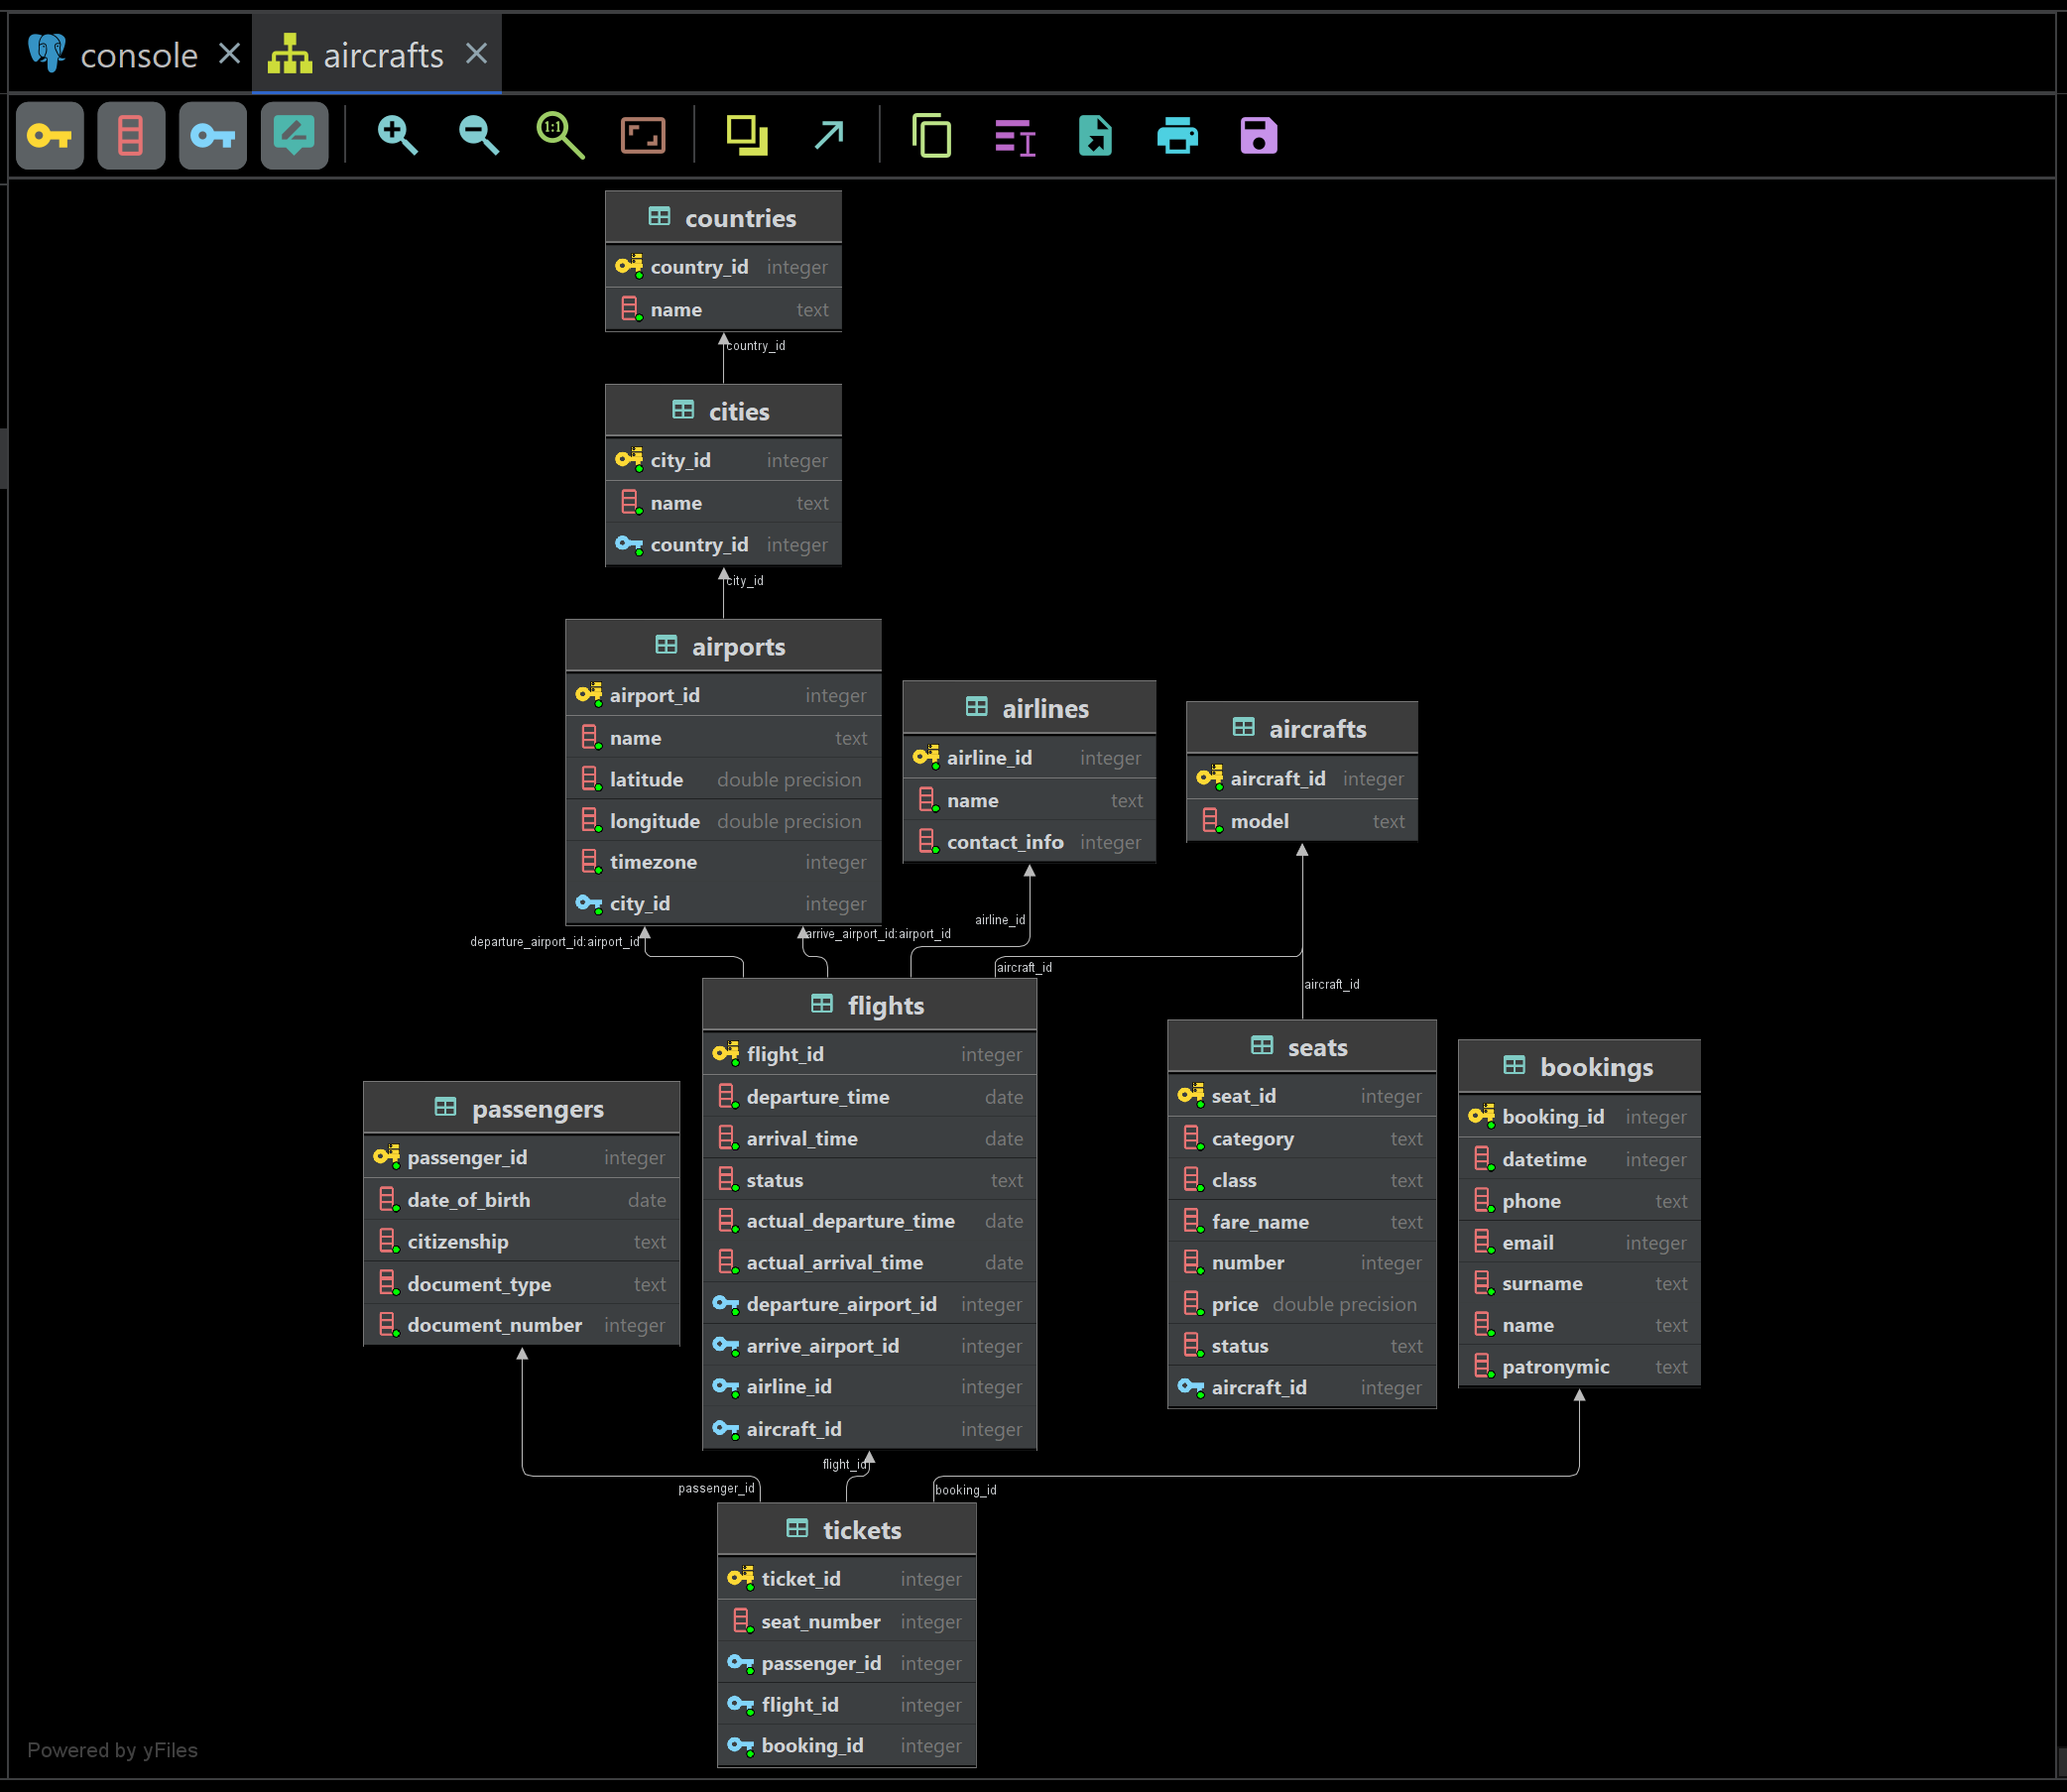 console
aircrafts
1:1
countries
country_id integer
name text
country_id
cities
city_id integer
name text
country_id integer
city_id
airports
airport_id integer
name text
latitude double precision
longitude double precision
timezone integer
city_id integer
airlines
airline_id integer
name text
contact_info integer
aircrafts
aircraft_id integer
model text
departure_airport_id:airport_id
arrive_airport_id:airport_id
airline_id
aircraft_id
aircraft_id
flights
flight_id integer
departure_time date
arrival_time date
status text
actual_departure_time date
actual_arrival_time date
departure_airport_id integer
arrive_airport_id integer
airline_id integer
aircraft_id integer
seats
seat_id integer
category text
class text
fare_name text
number integer
price double precision
status text
aircraft_id integer
bookings
booking_id integer
datetime integer
phone text
email integer
surname text
name text
patronymic text
passengers
passenger_id integer
date_of_birth date
citizenship text
document_type text
document_number integer
passenger_id
flight_id
booking_id
tickets
ticket_id integer
seat_number integer
passenger_id integer
flight_id integer
booking_id integer
Powered by yFiles